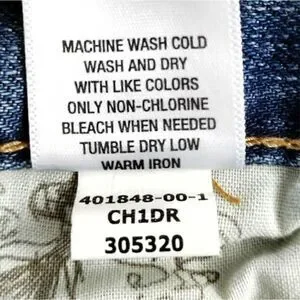 MACHINE WASH COLD
WASH AND DRY
WITH LIKE COLORS
ONLY NON-CHLORINE
BLEACH WHEN NEEDED
TUMBLE DRY LOW
WARM IRON
401848-00-1
CH1DR
305320